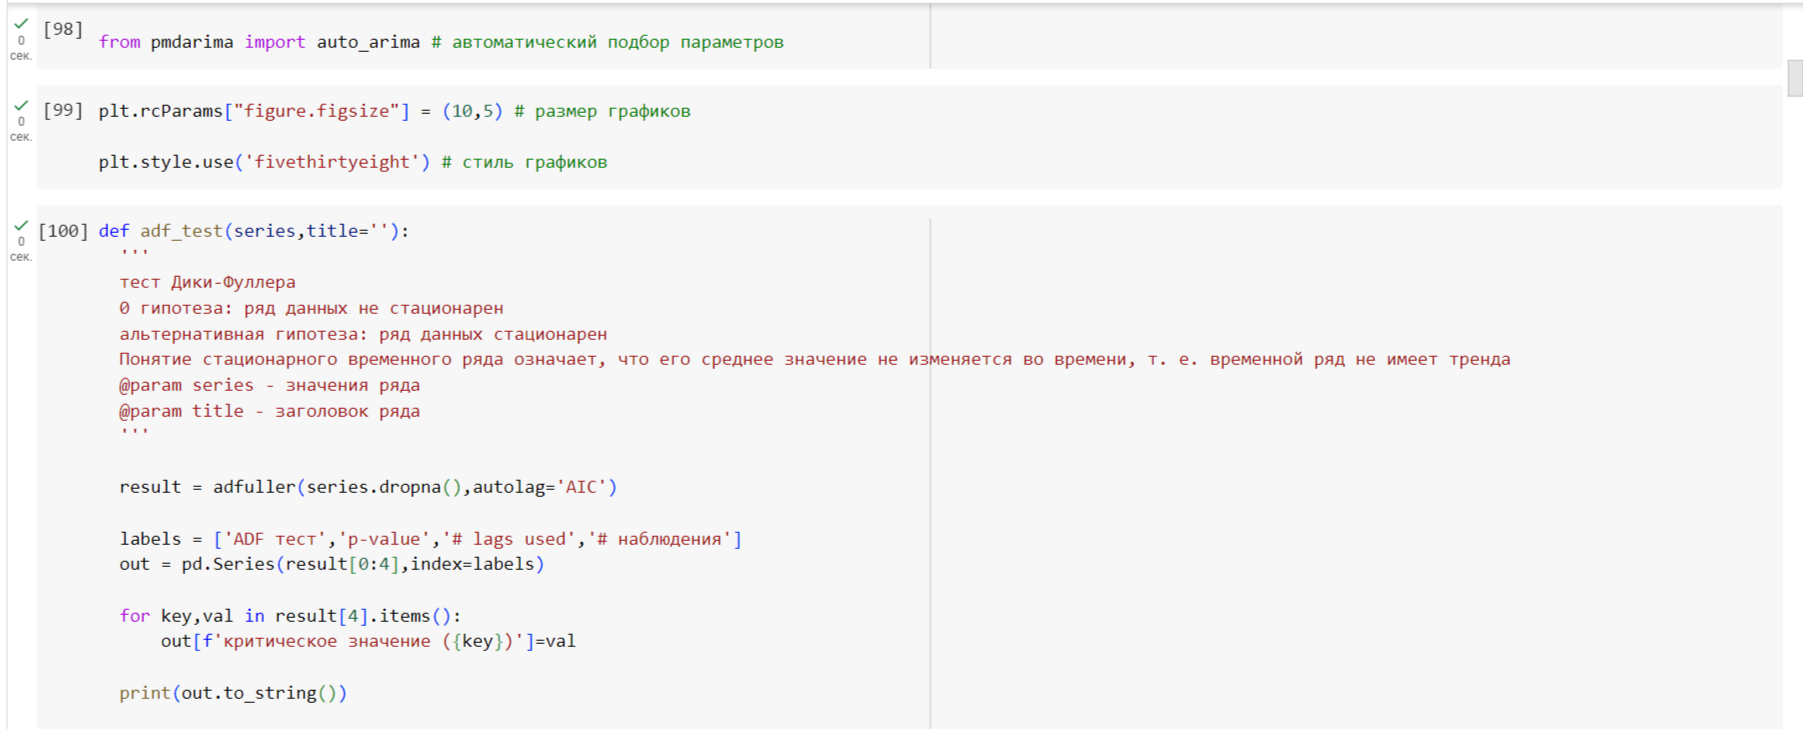 [98]
from pmdarima import auto_arima # автоматический подбор параметров
0
сек.
[99] plt.rcParams["figure.figsize"] = (10,5) # размер графиков
0
сек.
plt.style.use('fivethirtyeight') # стиль графиков
[100] def adf_test(series,title=''):
0
сек.
'''
тест Дики-Фуллера
0 гипотеза: ряд данных не стационарен
альтернативная гипотеза: ряд данных стационарен
Понятие стационарного временного ряда означает, что его среднее значение не изменяется во времени, т. е. временной ряд не имеет тренда
@param series - значения ряда
@param title - заголовок ряда
'''
result = adfuller(series.dropna(),autolag='AIC')
labels = ['ADF тест','p-value','# lags used','# наблюдения']
out = pd.Series(result[0:4],index=labels)
for key,val in result[4].items():
out[f'критическое значение ({key})']=val
print(out.to_string())